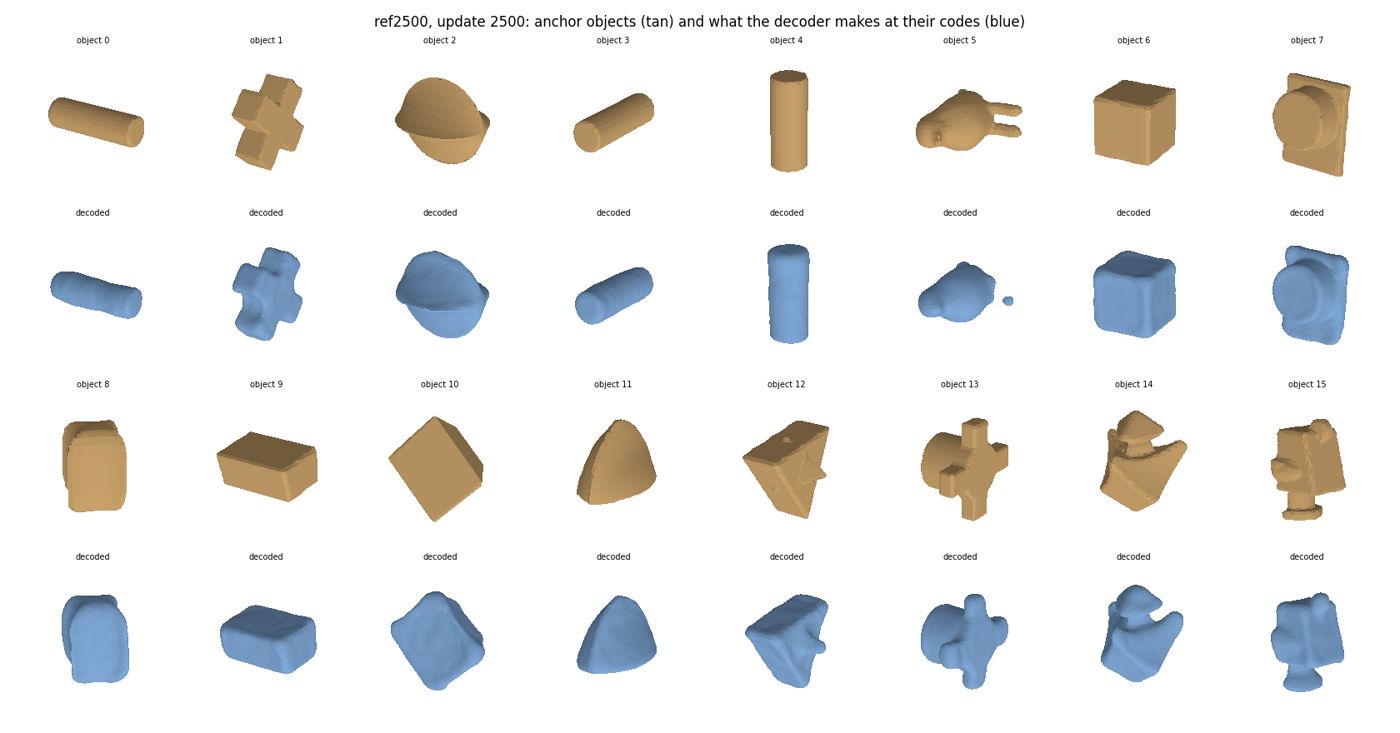 ref2500, update 2500: anchor objects (tan) and what the decoder makes at their codes (blue)
object 0 object 1 object 2 object 3 object 4 object 5 object 6 object 7
decoded decoded decoded decoded decoded decoded decoded decoded
object 8 object 9 object 10 object 11 object 12 object 13 object 14 object 15
decoded decoded decoded decoded decoded decoded decoded decoded